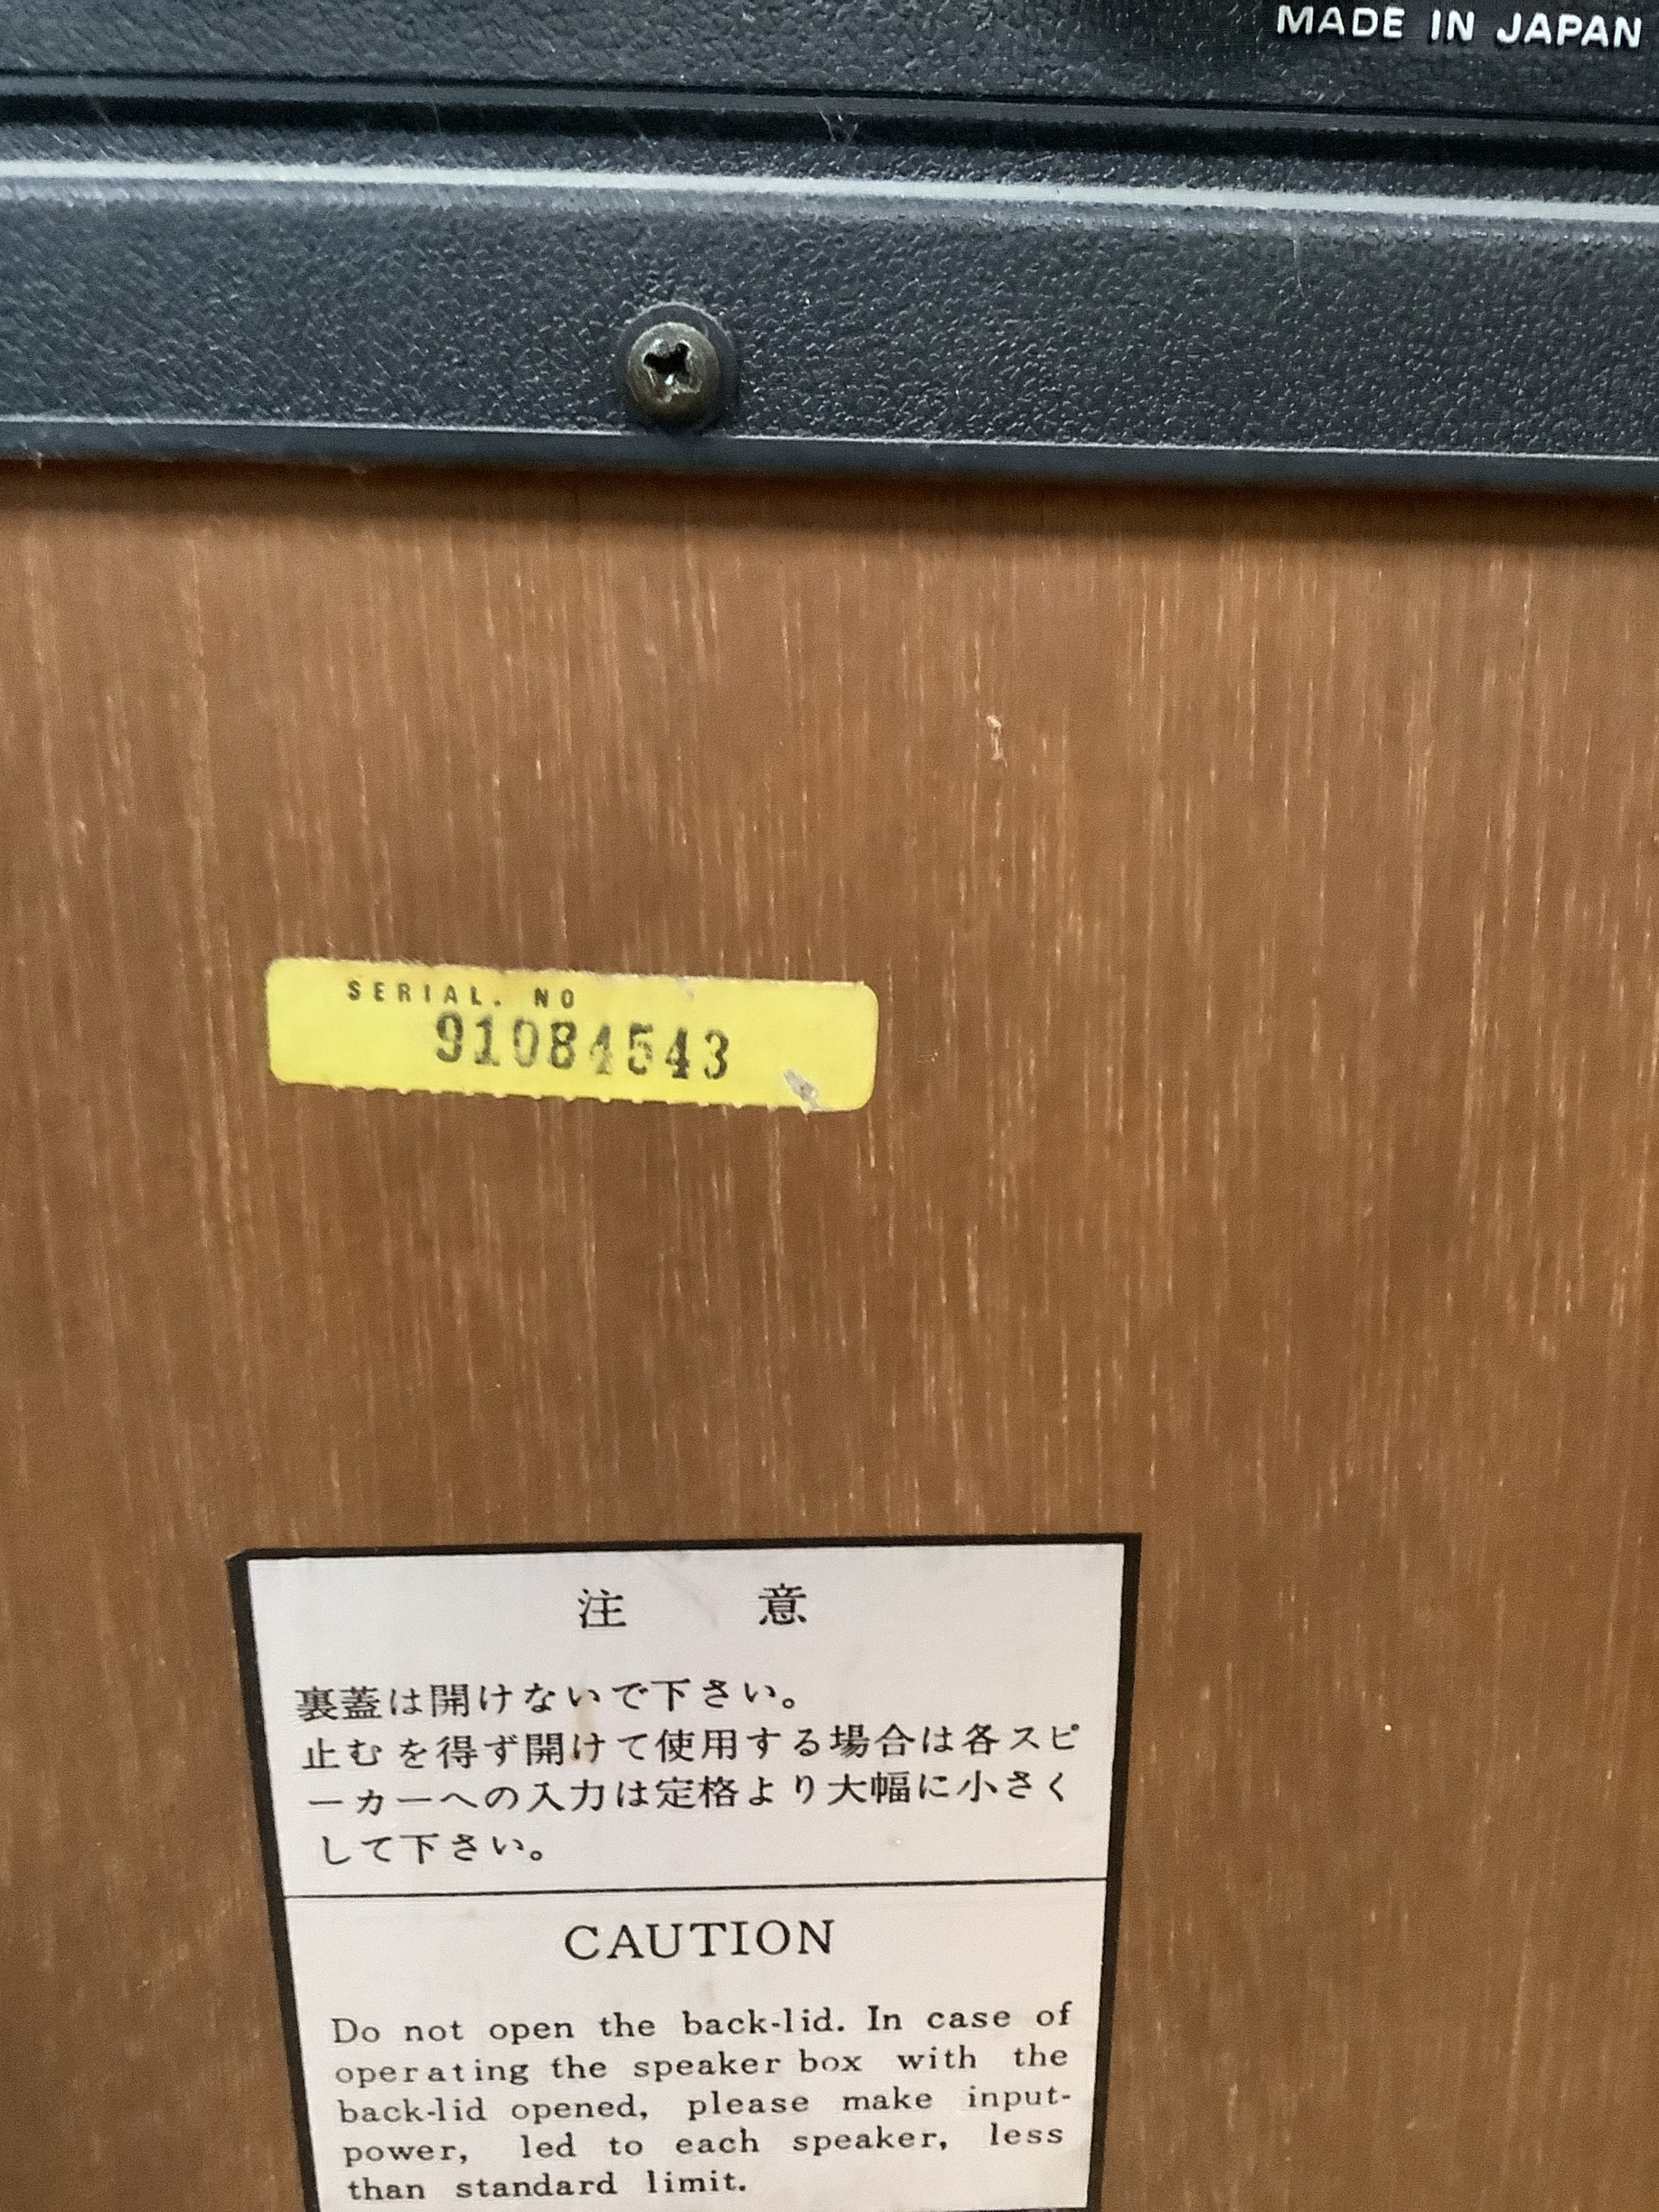 MADE IN JAPAN
SERIAL. NO
91084543
注 意
裏蓋は開けないで下さい。
止むを得ず開けて使用する場合は各スピ
ーカーへの入力は定格より大幅に小さく
して下さい。
CAUTION
Do not open the back-lid. In case of
operating the speaker box with the
back-lid opened, please make input-
power, led to each speaker, less
than standard limit.